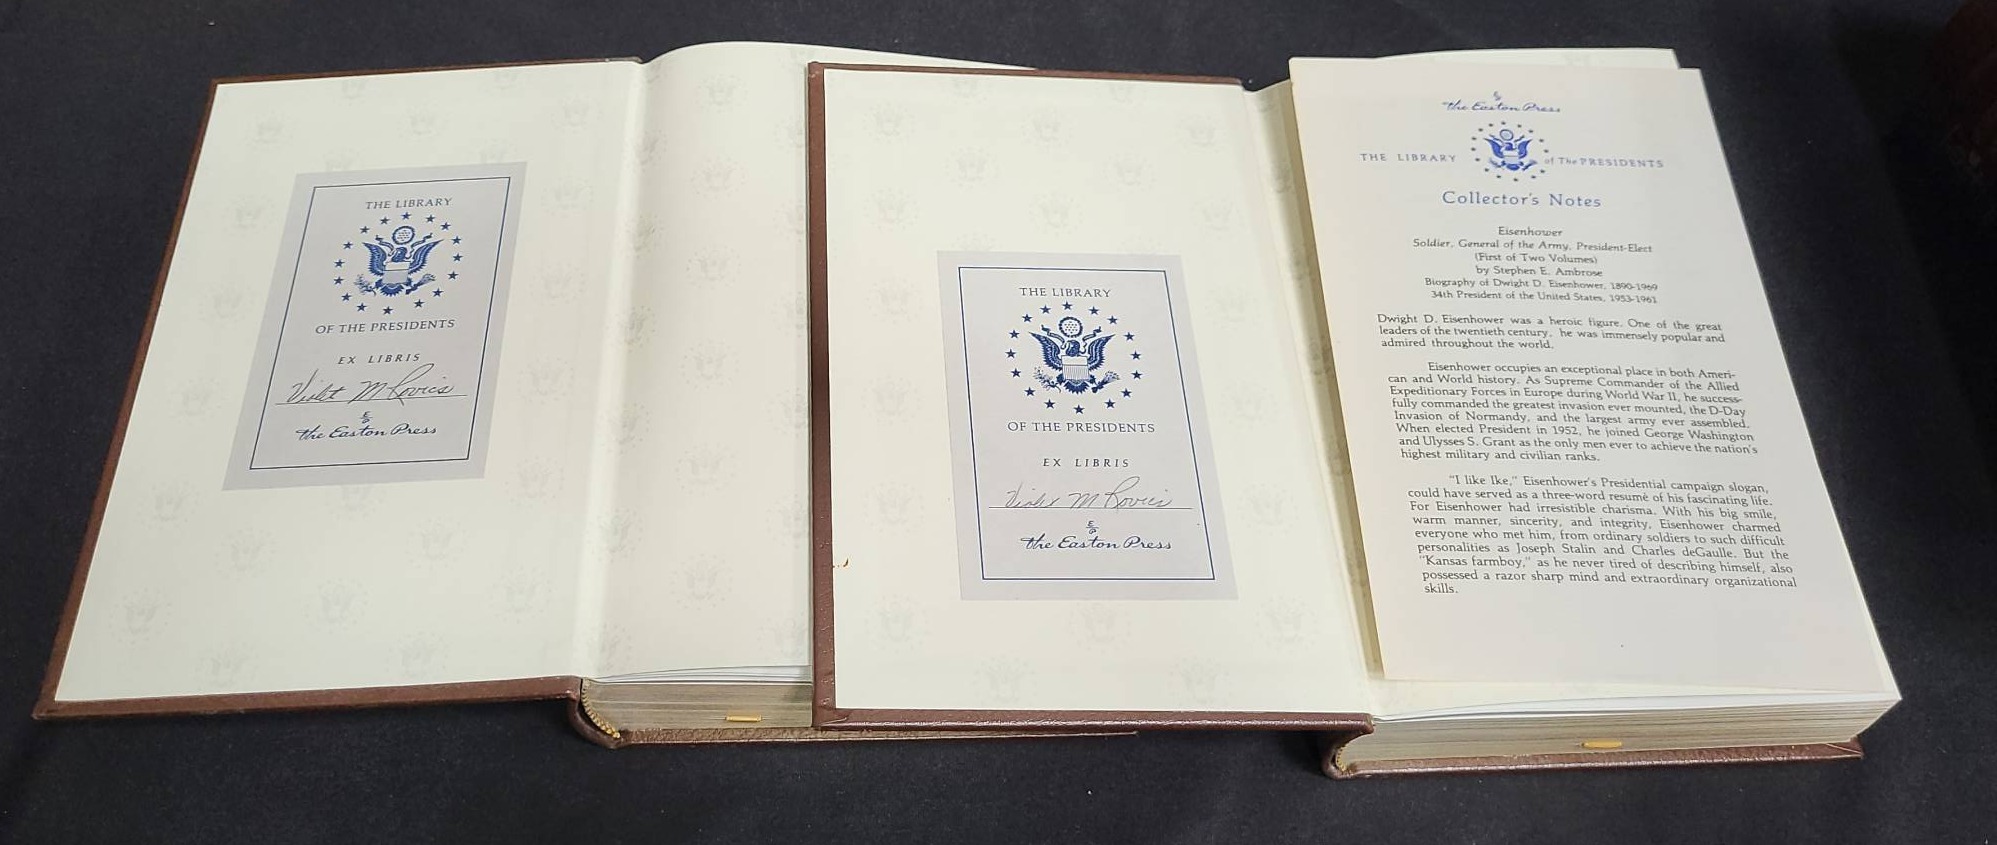 THE LIBRARY
OF THE PRESIDENTS
EX LIBRIS
Violet M Rovics
E/P
the Easton Press
THE LIBRARY
OF THE PRESIDENTS
EX LIBRIS
Violet M Rovics
E/P
the Easton Press
the Easton Press
THE LIBRARY of The PRESIDENTS
Collector's Notes
Eisenhower
Soldier, General of the Army, President-Elect
(First of Two Volumes)
by Stephen E. Ambrose
Biography of Dwight D. Eisenhower, 1890-1969
34th President of the United States, 1953-1961
Dwight D. Eisenhower was a heroic figure. One of the great
leaders of the twentieth century, he was immensely popular and
admired throughout the world.
Eisenhower occupies an exceptional place in both Ameri-
can and World history. As Supreme Commander of the Allied
Expeditionary Forces in Europe during World War II, he success-
fully commanded the greatest invasion ever mounted, the D-Day
Invasion of Normandy, and the largest army ever assembled.
When elected President in 1952, he joined George Washington
and Ulysses S. Grant as the only men ever to achieve the nation's
highest military and civilian ranks.
"I like Ike," Eisenhower's Presidential campaign slogan,
could have served as a three-word resumè of his fascinating life.
For Eisenhower had irresistible charisma. With his big smile,
warm manner, sincerity, and integrity, Eisenhower charmed
everyone who met him, from ordinary soldiers to such difficult
personalities as Joseph Stalin and Charles deGaulle. But the
"Kansas farmboy," as he never tired of describing himself, also
possessed a razor sharp mind and extraordinary organizational
skills.